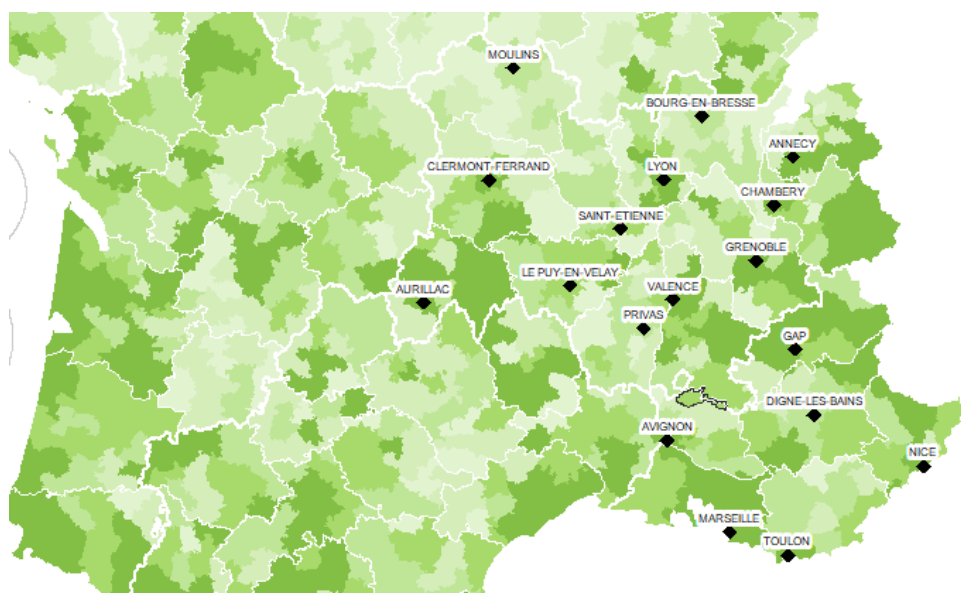 MOULINS
BOURG-EN-BRESSE
ANNECY
CLERMONT-FERRAND
LYON
CHAMBERY
SAINT-ETIENNE
GRENOBLE
LE PUY-EN-VELAY
AURILLAC
VALENCE
PRIVAS
GAP
DIGNE-LES-BAINS
AVIGNON
NICE
MARSEILLE
TOULON